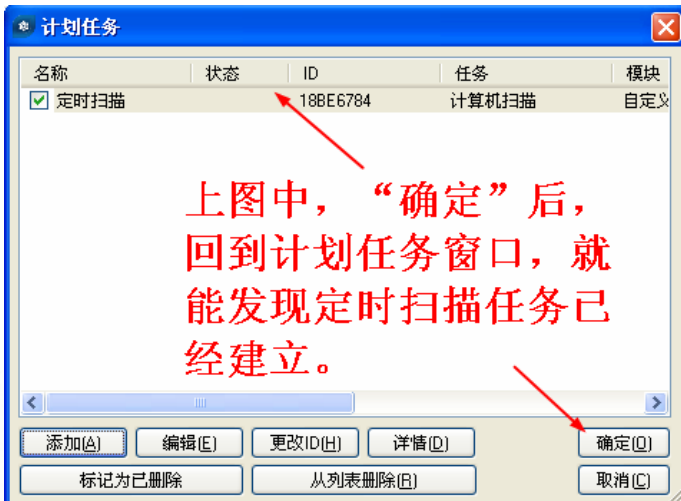 计划任务
名称 状态 ID 任务 模块
定时扫描 18BE6784 计算机扫描 自定义
上图中，“确定”后，
回到计划任务窗口，就
能发现定时扫描任务已
经建立。
添加(A) 编辑(E) 更改ID(H) 详情(D) 确定(O)
标记为已删除 从列表删除(R) 取消(C)